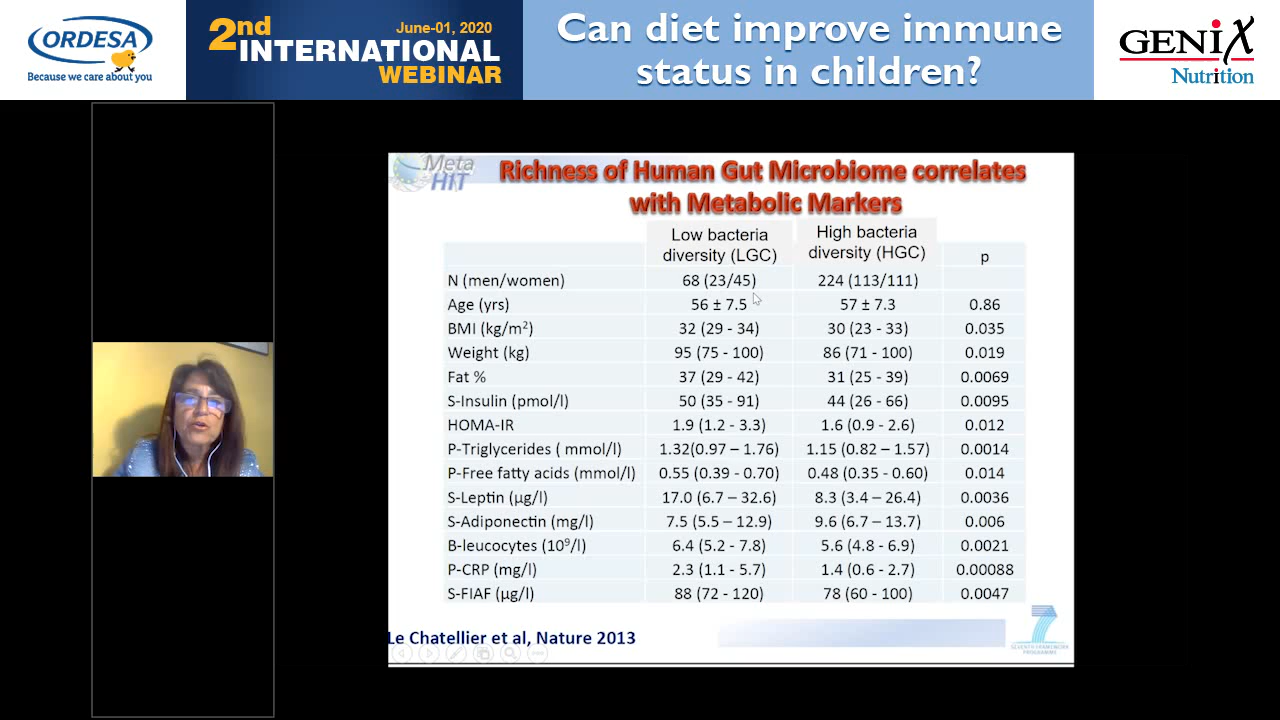 ORDESA
Because we care about you
2nd
June-01, 2020
INTERNATIONAL
WEBINAR
Can diet improve immune
status in children?
GENiX
Nutrition
Meta
HIT
Richness of Human Gut Microbiome correlates
with Metabolic Markers
Low bacteria diversity (LGC) High bacteria diversity (HGC) p
N (men/women) 68 (23/45) 224 (113/111)
Age (yrs) 56 ± 7.5 57 ± 7.3 0.86
BMI (kg/m²) 32 (29 - 34) 30 (23 - 33) 0.035
Weight (kg) 95 (75 - 100) 86 (71 - 100) 0.019
Fat % 37 (29 - 42) 31 (25 - 39) 0.0069
S-Insulin (pmol/l) 50 (35 - 91) 44 (26 - 66) 0.0095
HOMA-IR 1.9 (1.2 - 3.3) 1.6 (0.9 - 2.6) 0.012
P-Triglycerides ( mmol/l) 1.32(0.97 – 1.76) 1.15 (0.82 – 1.57) 0.0014
P-Free fatty acids (mmol/l) 0.55 (0.39 - 0.70) 0.48 (0.35 - 0.60) 0.014
S-Leptin (µg/l) 17.0 (6.7 – 32.6) 8.3 (3.4 – 26.4) 0.0036
S-Adiponectin (mg/l) 7.5 (5.5 – 12.9) 9.6 (6.7 – 13.7) 0.006
B-leucocytes (10⁹/l) 6.4 (5.2 - 7.8) 5.6 (4.8 - 6.9) 0.0021
P-CRP (mg/l) 2.3 (1.1 - 5.7) 1.4 (0.6 - 2.7) 0.00088
S-FIAF (µg/l) 88 (72 - 120) 78 (60 - 100) 0.0047
Le Chatellier et al, Nature 2013
7
SEVENTH FRAMEWORK
PROGRAMME